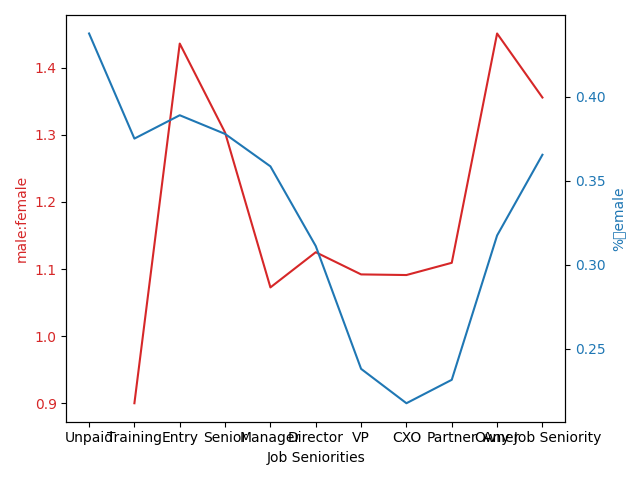 1.4
1.3
1.2
1.1
1.0
0.9
male:female
0.40
0.35
0.30
0.25
Unpaid
Training
Entry
Senior
Manager
Director
VP
CXO
Partner
Owner
Any Job Seniority
Job Seniorities